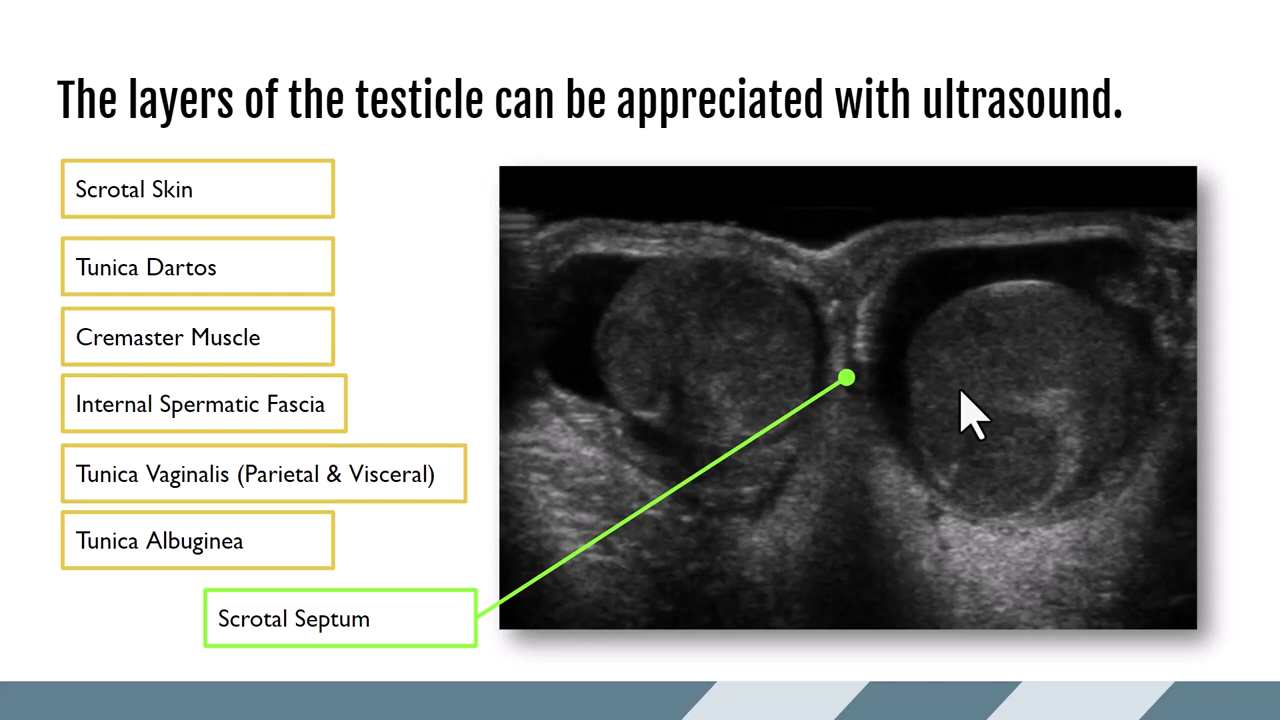 The layers of the testicle can be appreciated with ultrasound.
Scrotal Skin
Tunica Dartos
Cremaster Muscle
Internal Spermatic Fascia
Tunica Vaginalis (Parietal & Visceral)
Tunica Albuginea
Scrotal Septum